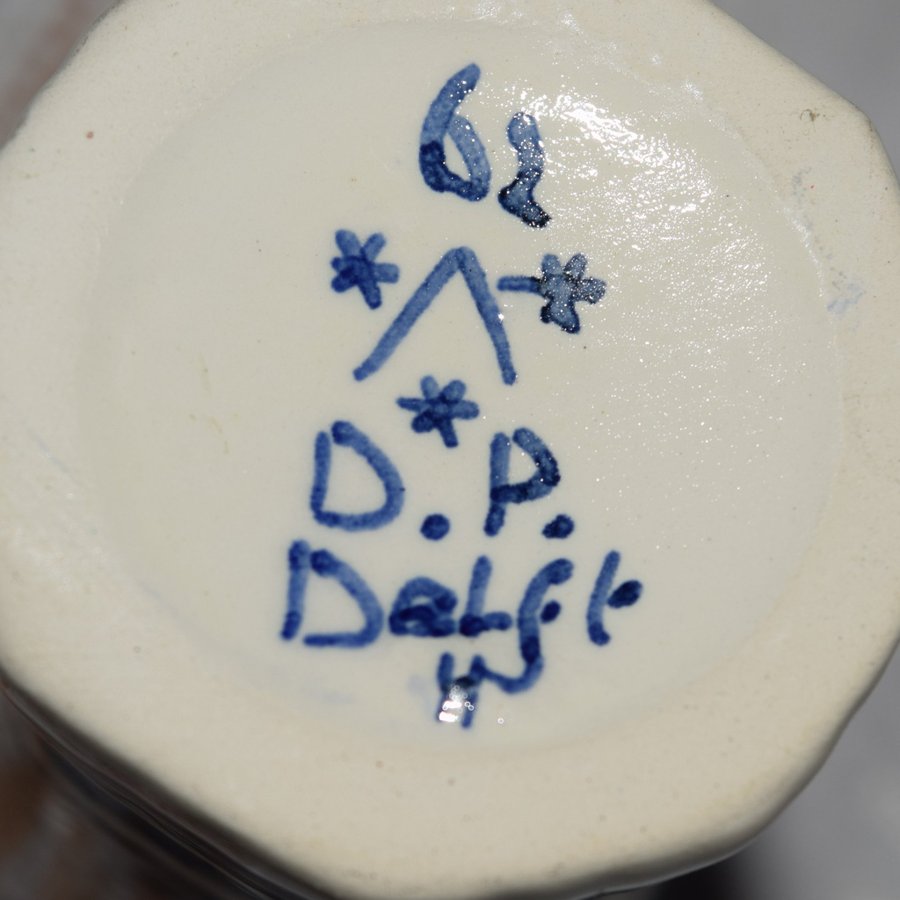 62
* Λ *
*
D.P.
Delft